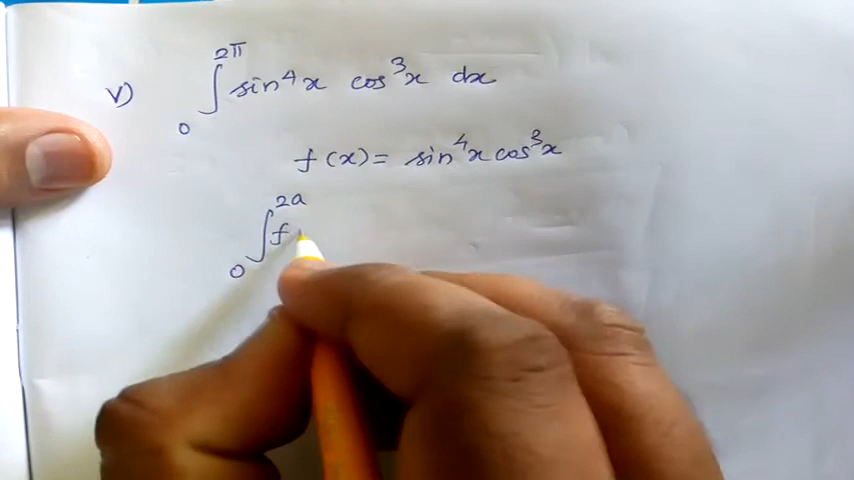 v) ∫₀^2π sin⁴x cos³x dx
f(x) = sin⁴x cos³x
∫₀^2a f